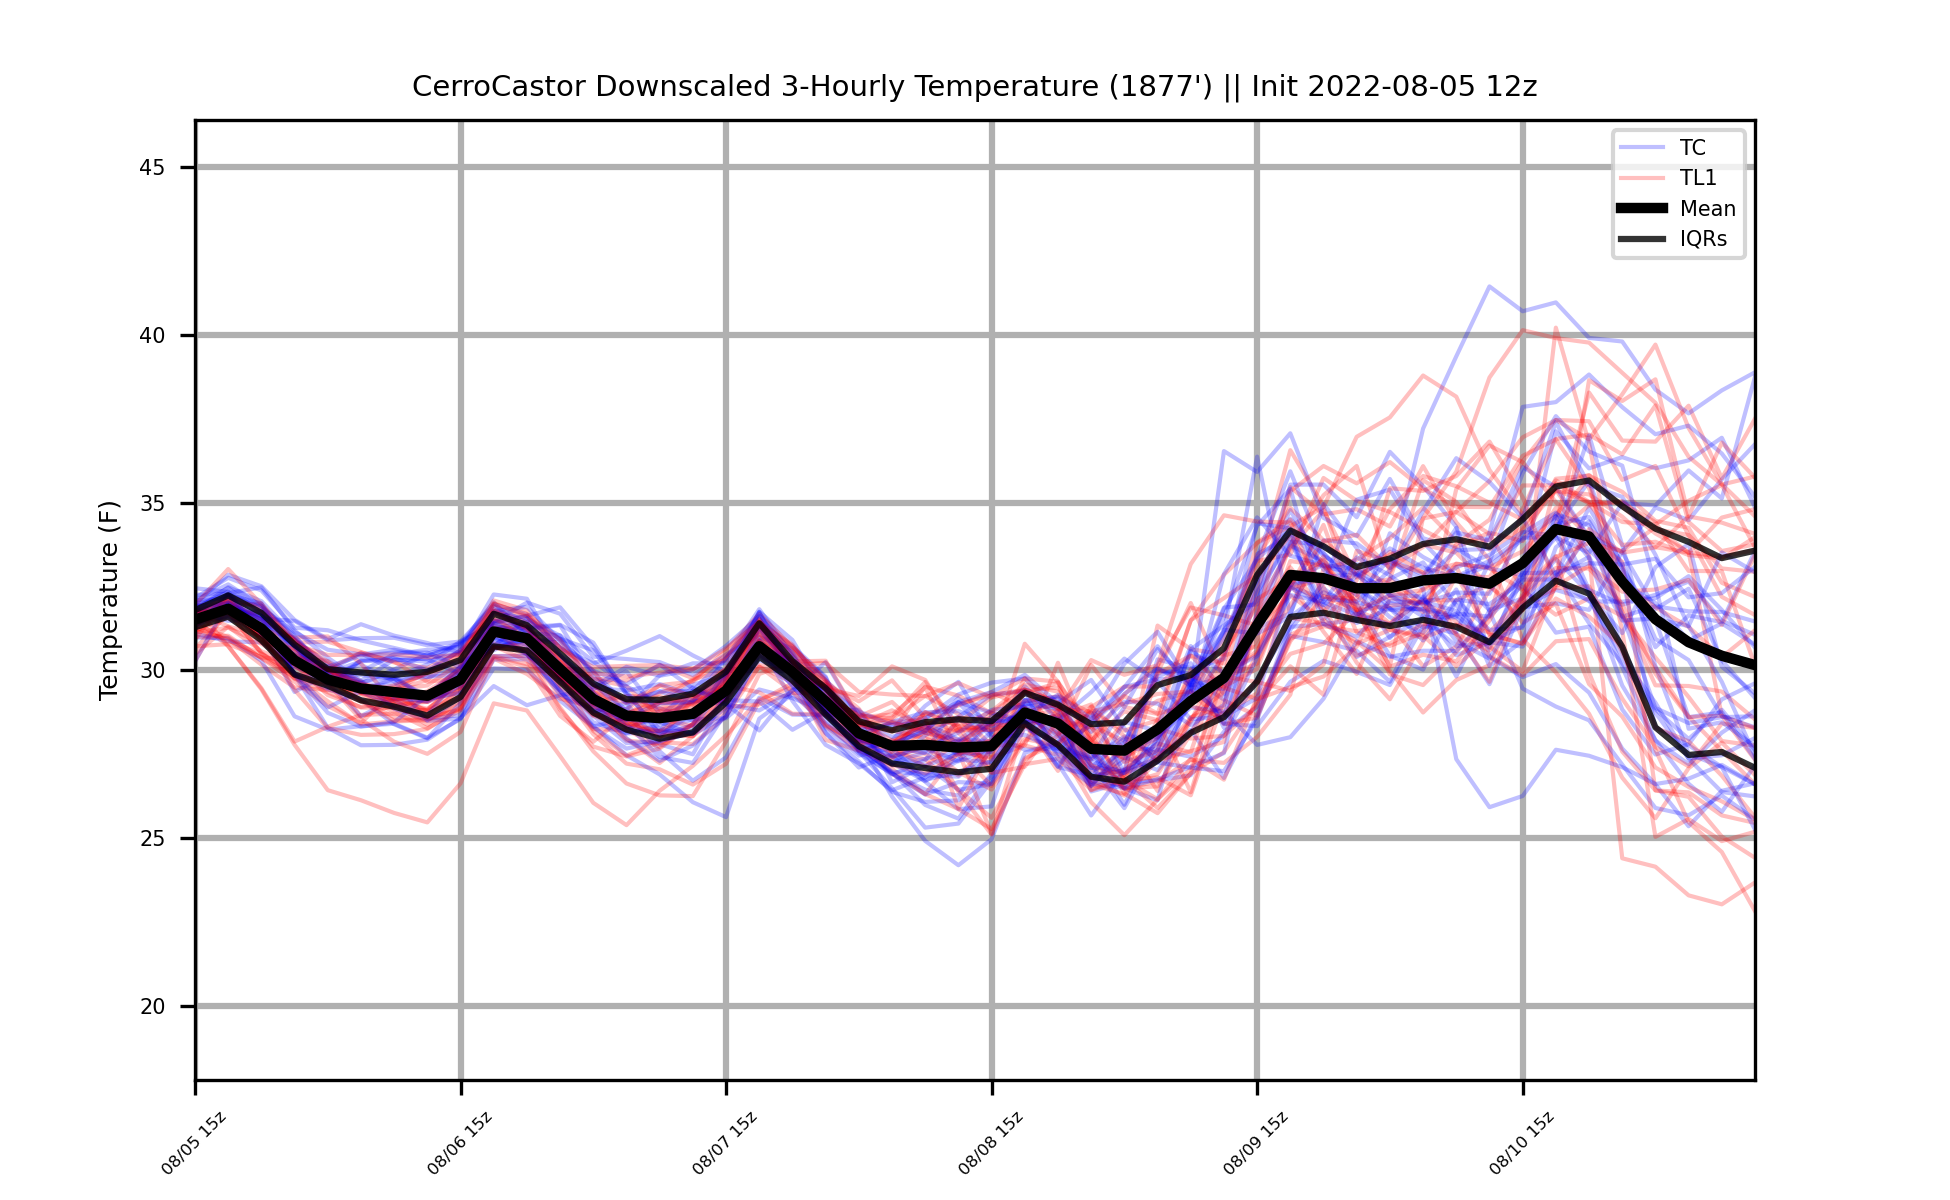 CerroCastor Downscaled 3-Hourly Temperature (1877') || Init 2022-08-05 12z
TC
TL1
Mean
IQRs
Temperature (F)
45
40
35
30
25
20
08/05 15z
08/06 15z
08/07 15z
08/08 15z
08/09 15z
08/10 15z